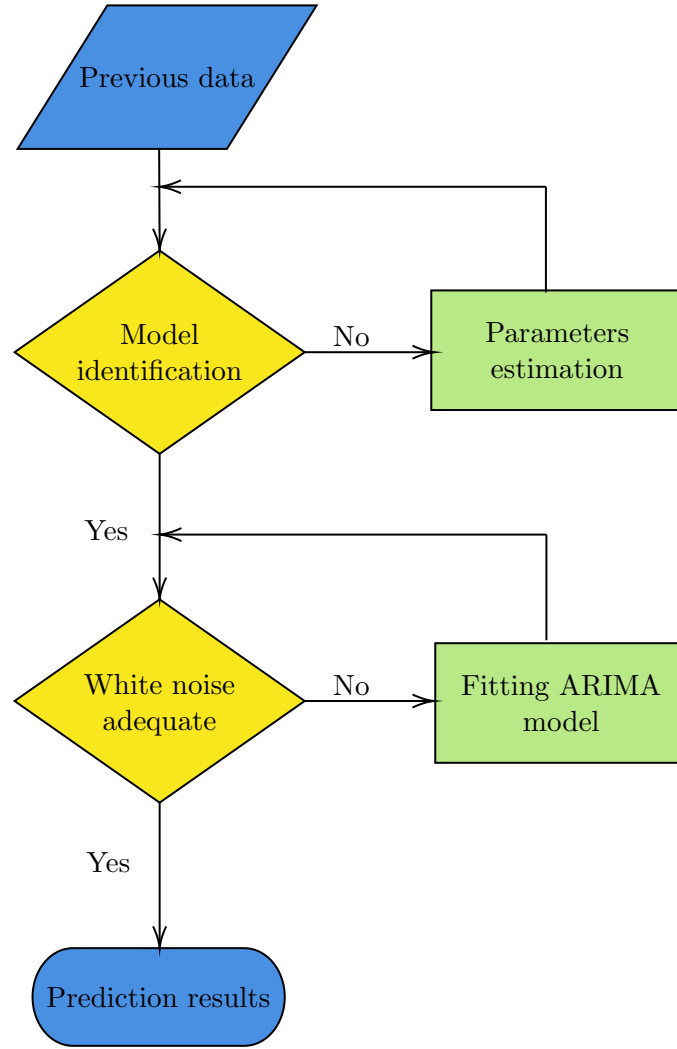 Previous data
Model
identification
No
Parameters
estimation
Yes
White noise
adequate
No
Fitting ARIMA
model
Yes
Prediction results